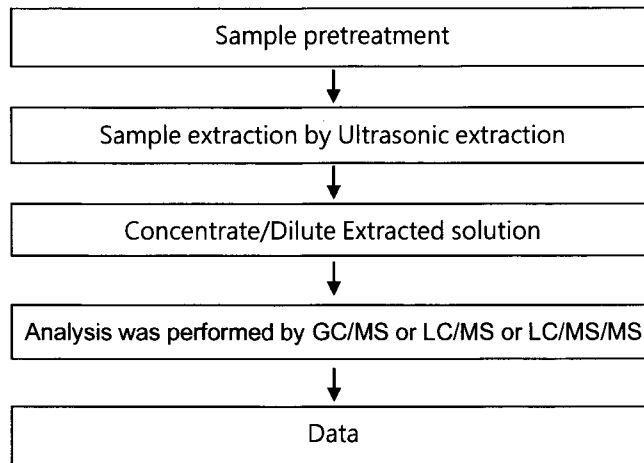 Sample pretreatment
Sample extraction by Ultrasonic extraction
Concentrate/Dilute Extracted solution
Analysis was performed by GC/MS or LC/MS or LC/MS/MS
Data